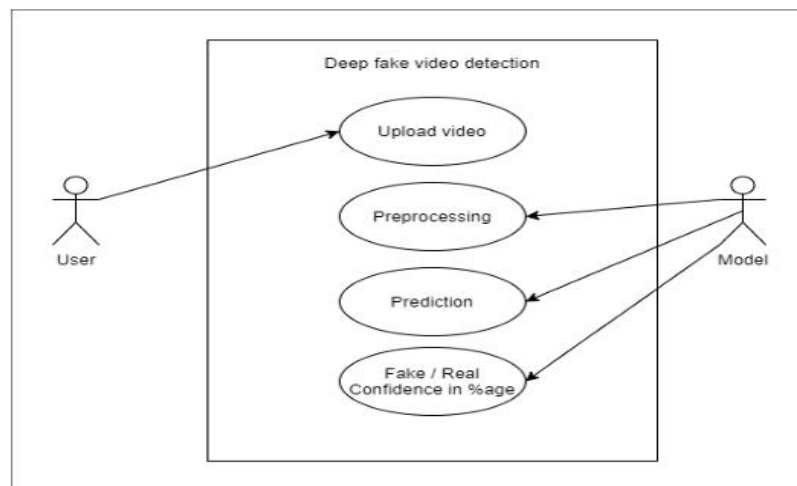 Deep fake video detection
Upload video
Preprocessing
User
Model
Prediction
Fake / Real
Confidence in %age